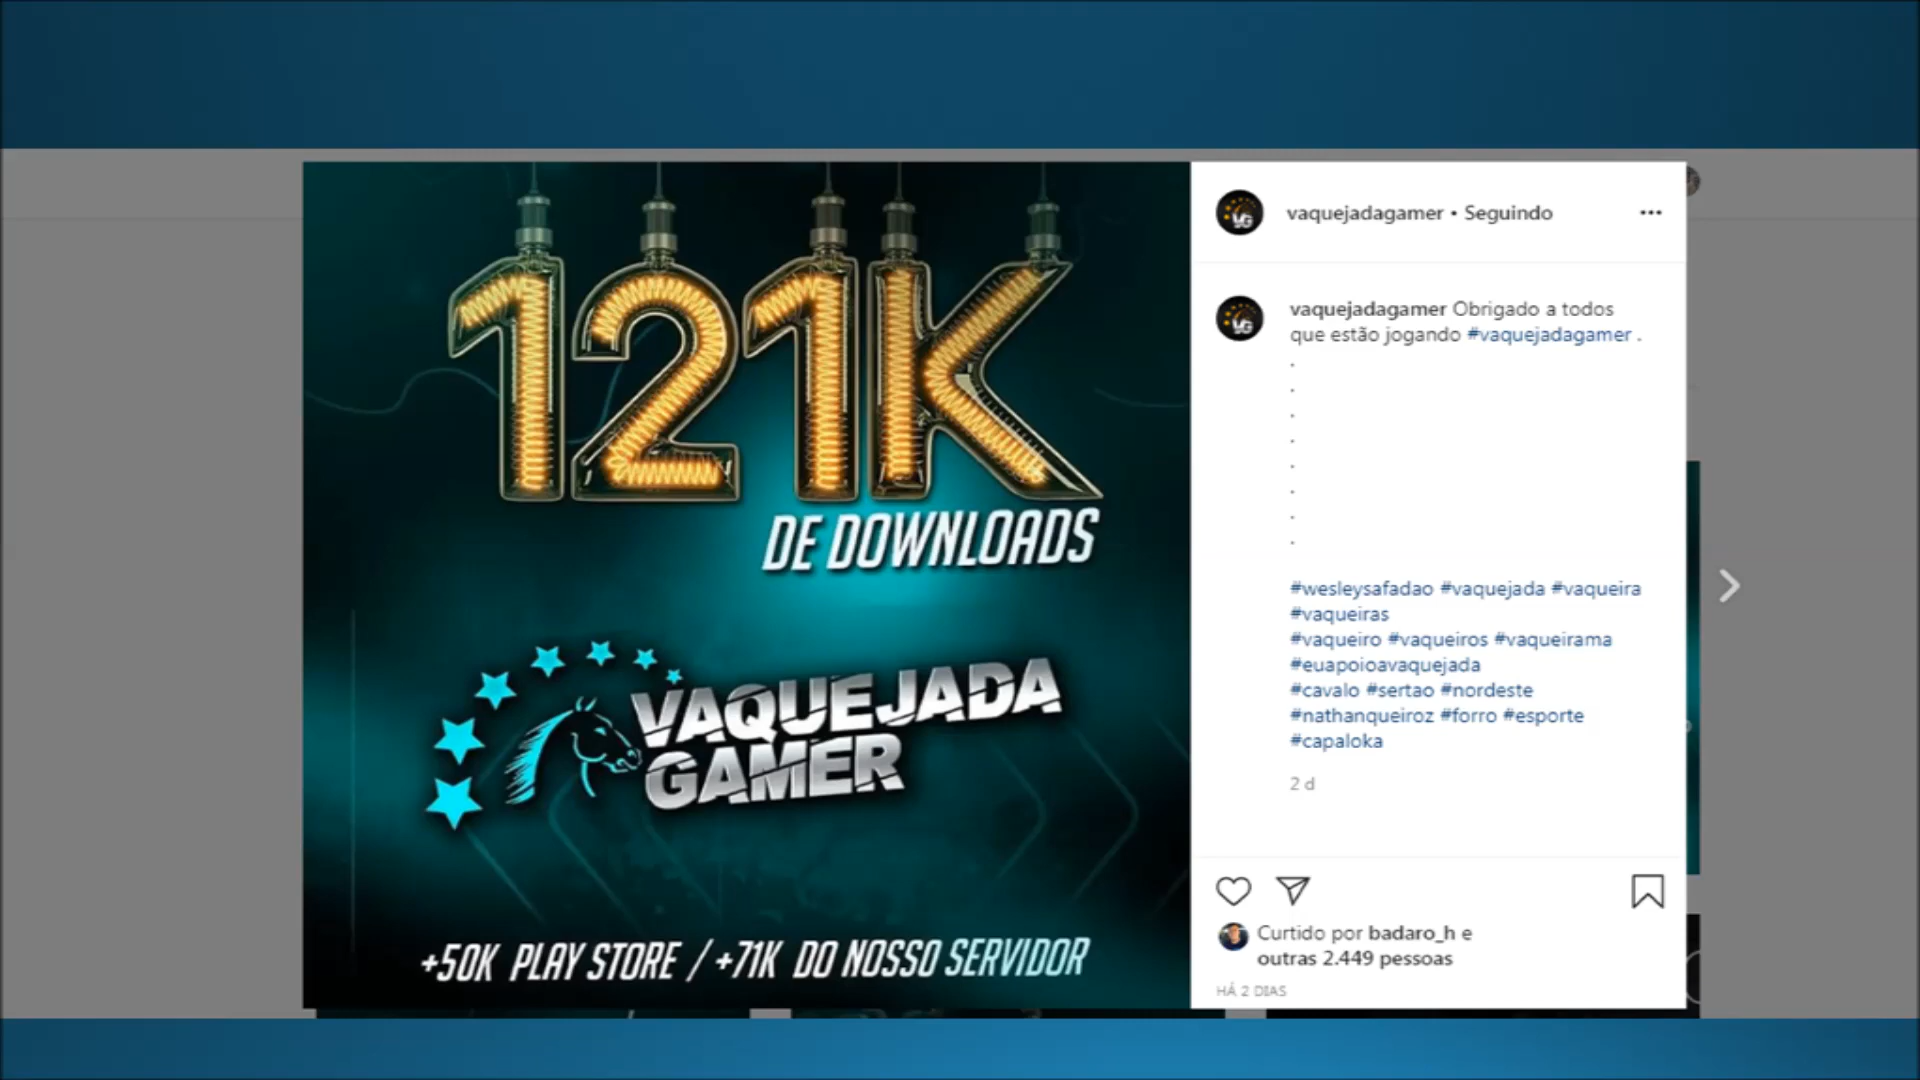 121K
DE DOWNLOADS
VAQUEJADA
GAMER
+50K PLAY STORE / +71K DO NOSSO SERVIDOR
VG
vaquejadagamer • Seguindo
VG
vaquejadagamer Obrigado a todos
que estão jogando #vaquejadagamer .
.
.
.
.
.
.
.
.
#wesleysafadao #vaquejada #vaqueira
#vaqueiras
#vaqueiro #vaqueiros #vaqueirama
#euapoioavaquejada
#cavalo #sertao #nordeste
#nathanqueiroz #forro #esporte
#capaloka
2 d
Curtido por badaro_h e
outras 2.449 pessoas
HÁ 2 DIAS